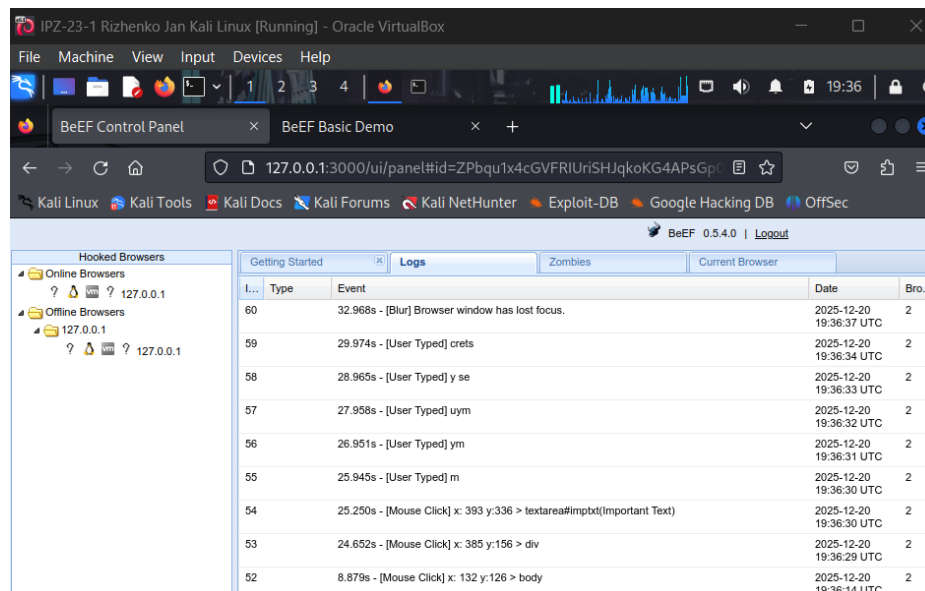 IPZ-23-1 Rizhenko Jan Kali Linux [Running] - Oracle VirtualBox
File Machine View Input Devices Help
1 2 3 4 19:36
BeEF Control Panel BeEF Basic Demo
127.0.0.1:3000/ui/panel#id=ZPbqu1x4cGVFRIUriSHJqkoKG4APsGp
Kali Linux Kali Tools Kali Docs Kali Forums Kali NetHunter Exploit-DB Google Hacking DB OffSec
BeEF 0.5.4.0 | Logout
Hooked Browsers
Online Browsers
? vm ? 127.0.0.1
Offline Browsers
127.0.0.1
? vm ? 127.0.0.1
Getting Started Logs Zombies Current Browser
I... Type Event Date Bro.
60 32.968s - [Blur] Browser window has lost focus. 2025-12-20 2
19:36:37 UTC
59 29.974s - [User Typed] crets 2025-12-20 2
19:36:34 UTC
58 28.965s - [User Typed] y se 2025-12-20 2
19:36:33 UTC
57 27.958s - [User Typed] uym 2025-12-20 2
19:36:32 UTC
56 26.951s - [User Typed] ym 2025-12-20 2
19:36:31 UTC
55 25.945s - [User Typed] m 2025-12-20 2
19:36:30 UTC
54 25.250s - [Mouse Click] x: 393 y:336 > textarea#imptxt(Important Text) 2025-12-20 2
19:36:30 UTC
53 24.652s - [Mouse Click] x: 385 y:156 > div 2025-12-20 2
19:36:29 UTC
52 8.879s - [Mouse Click] x: 132 y:126 > body 2025-12-20 2
19:36:14 UTC